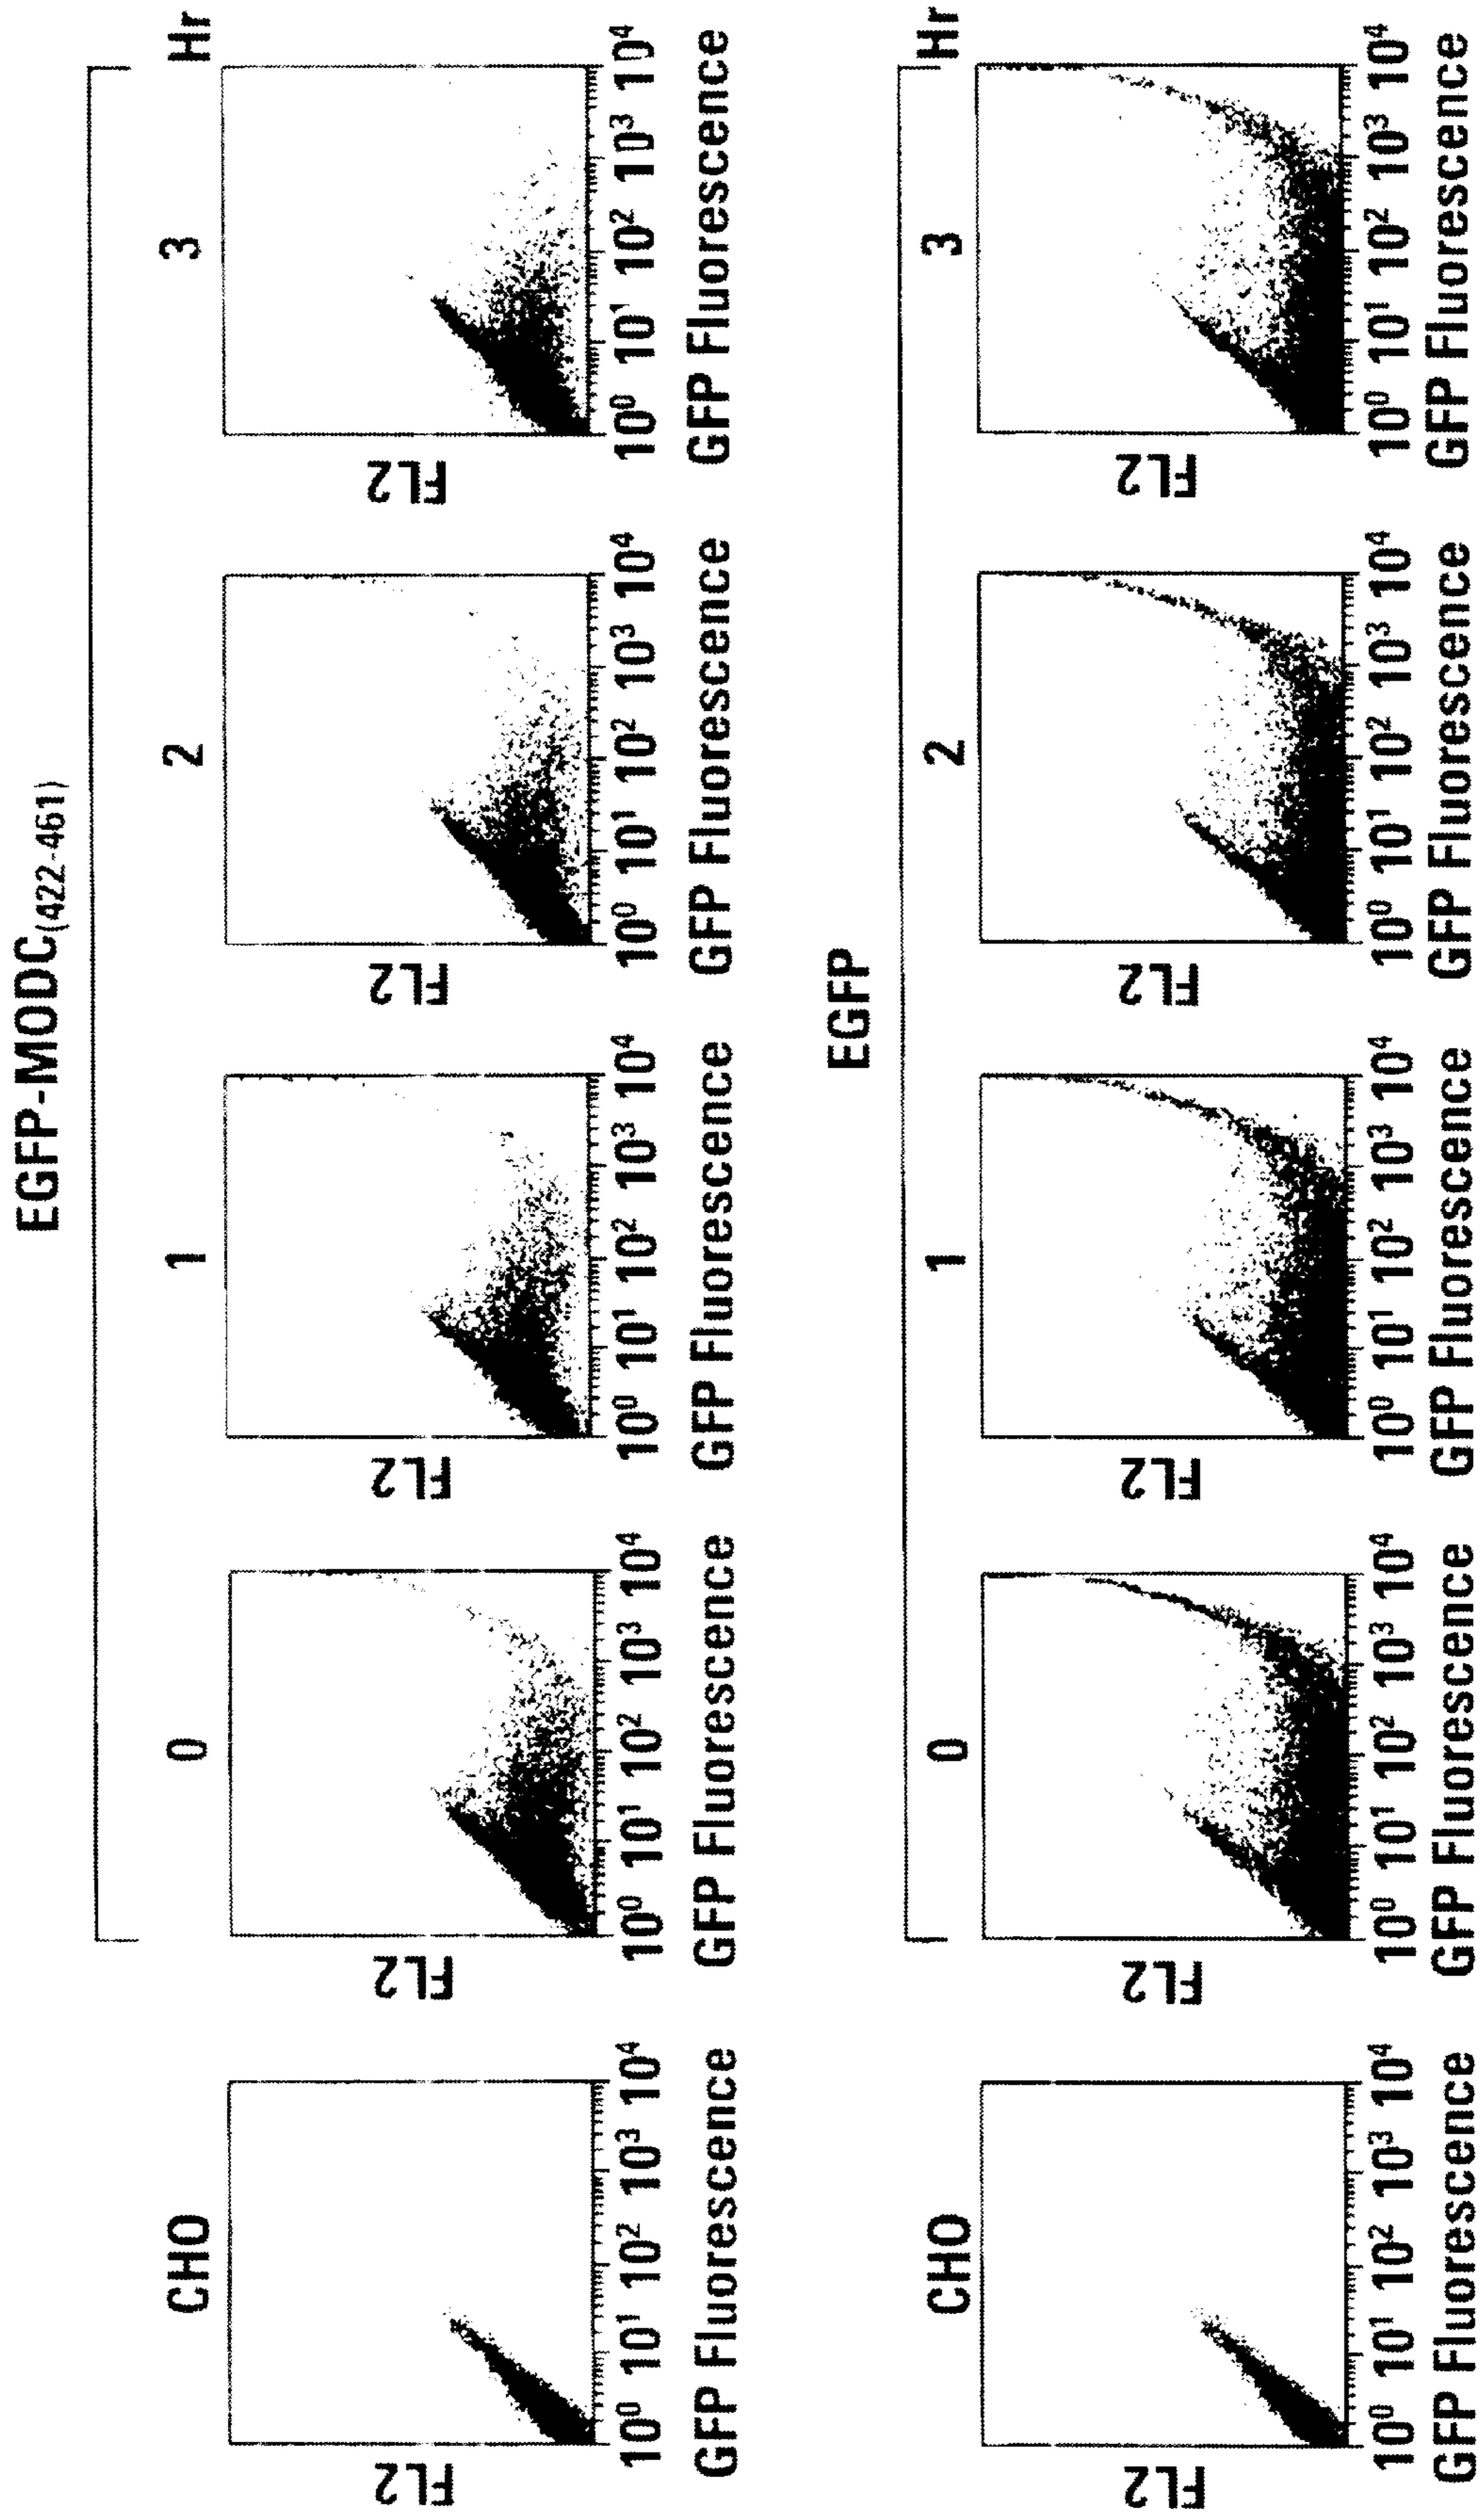 EGFP-MODC(422-461)
CHO 0 1 2 3 Hr
FL2 FL2 FL2 FL2 FL2
10⁰ 10¹ 10² 10³ 10⁴ 10⁰ 10¹ 10² 10³ 10⁴ 10⁰ 10¹ 10² 10³ 10⁴ 10⁰ 10¹ 10² 10³ 10⁴ 10⁰ 10¹ 10² 10³ 10⁴
GFP Fluorescence GFP Fluorescence GFP Fluorescence GFP Fluorescence GFP Fluorescence
EGFP
CHO 0 1 2 3 Hr
FL2 FL2 FL2 FL2 FL2
10⁰ 10¹ 10² 10³ 10⁴ 10⁰ 10¹ 10² 10³ 10⁴ 10⁰ 10¹ 10² 10³ 10⁴ 10⁰ 10¹ 10² 10³ 10⁴ 10⁰ 10¹ 10² 10³ 10⁴
GFP Fluorescence GFP Fluorescence GFP Fluorescence GFP Fluorescence GFP Fluorescence